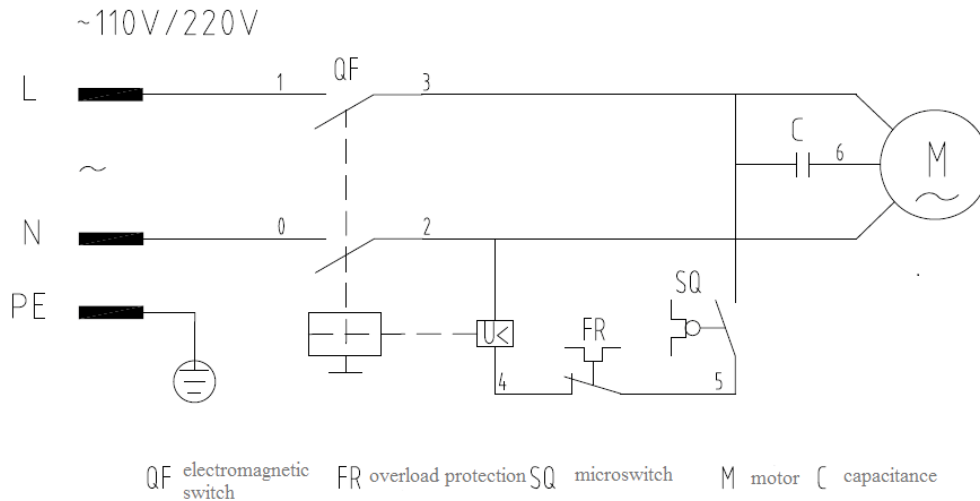 ~110V/220V
L 1 QF 3
C 6 M
~ ~
N 0 2
SQ
PE U< FR
4 5
QF electromagnetic switch FR overload protection SQ microswitch M motor C capacitance